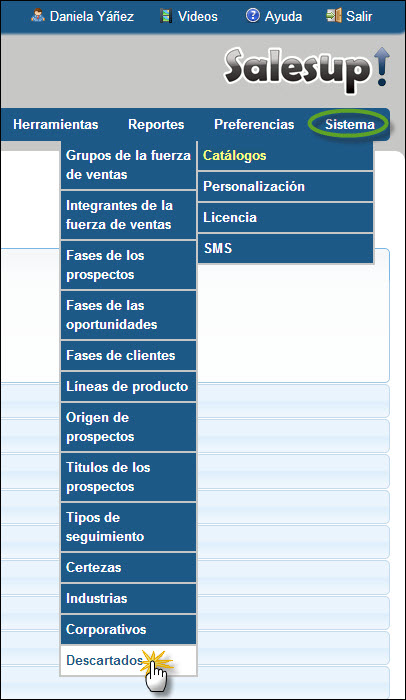 Daniela Yáñez Videos Ayuda Salir
Salesup!
Herramientas Reportes Preferencias Sistema
Catálogos
Personalización
Licencia
SMS
Grupos de la fuerza
de ventas
Integrantes de la
fuerza de ventas
Fases de los
prospectos
Fases de las
oportunidades
Fases de clientes
Líneas de producto
Origen de
prospectos
Titulos de los
prospectos
Tipos de
seguimiento
Certezas
Industrias
Corporativos
Descartados